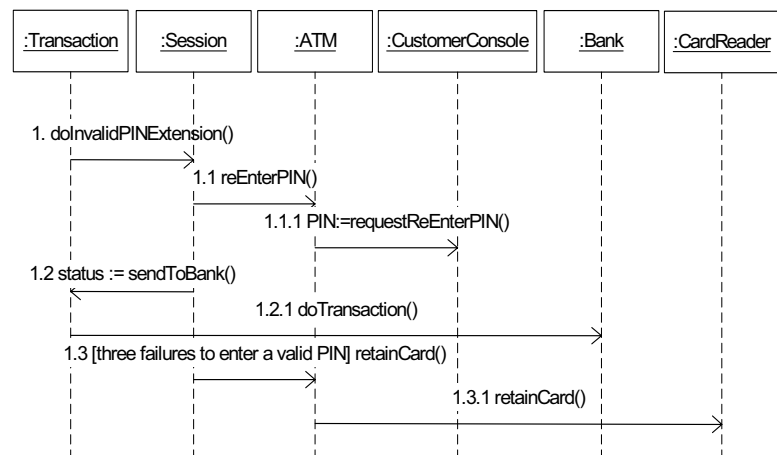 :Transaction
:Session
:ATM
:CustomerConsole
:Bank
:CardReader
1. doInvalidPINExtension()
1.1 reEnterPIN()
1.1.1 PIN:=requestReEnterPIN()
1.2 status := sendToBank()
1.2.1 doTransaction()
1.3 [three failures to enter a valid PIN] retainCard()
1.3.1 retainCard()